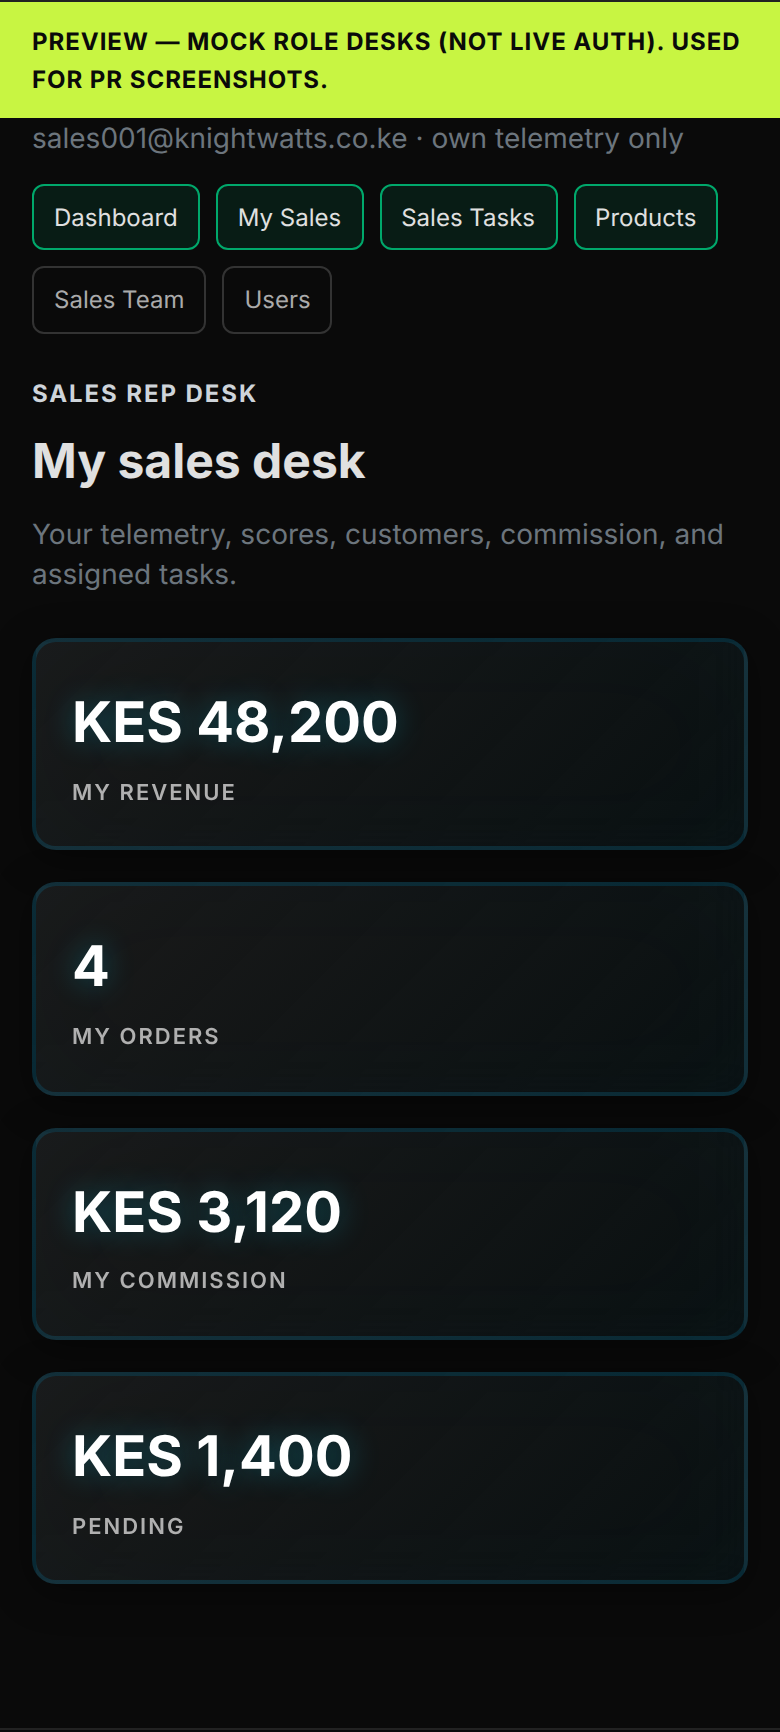 PREVIEW — MOCK ROLE DESKS (NOT LIVE AUTH). USED
FOR PR SCREENSHOTS.
sales001@knightwatts.co.ke · own telemetry only
Dashboard My Sales Sales Tasks Products
Sales Team Users
SALES REP DESK
My sales desk
Your telemetry, scores, customers, commission, and
assigned tasks.
KES 48,200
MY REVENUE
4
MY ORDERS
KES 3,120
MY COMMISSION
KES 1,400
PENDING